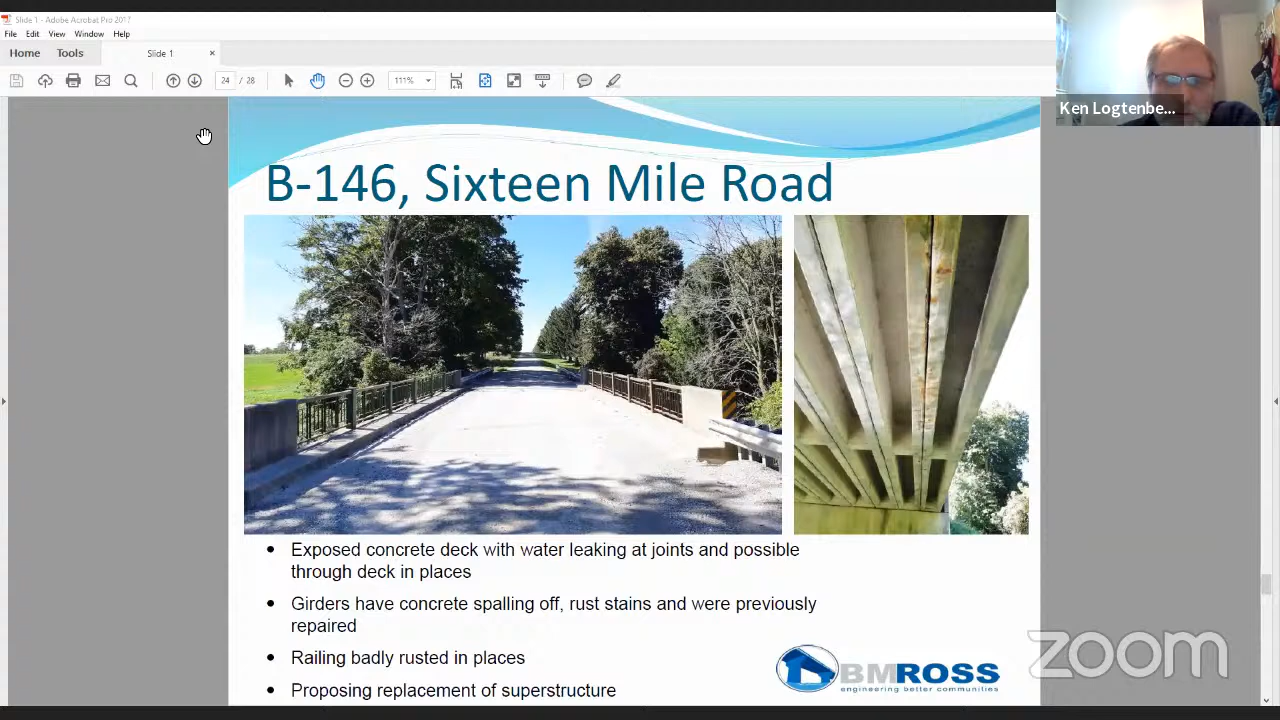 Slide 1 - Adobe Acrobat Pro 2017
File Edit View Window Help
Home Tools Slide 1 ×
24 / 28 111%
Ken Logtenbe...
B-146, Sixteen Mile Road
• Exposed concrete deck with water leaking at joints and possible
through deck in places
• Girders have concrete spalling off, rust stains and were previously
repaired
• Railing badly rusted in places
• Proposing replacement of superstructure
BMROSS
engineering better communities
zoom